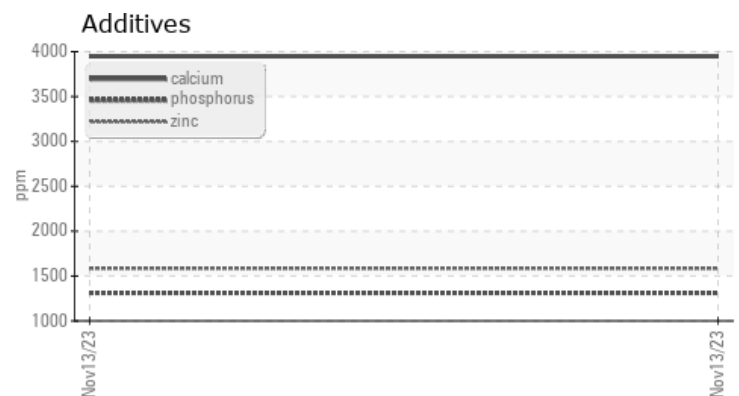 Additives
4000
calcium
3500
phosphorus
zinc
3000
ppm
2500
2000
1500
1000
Nov13/23
Nov13/23